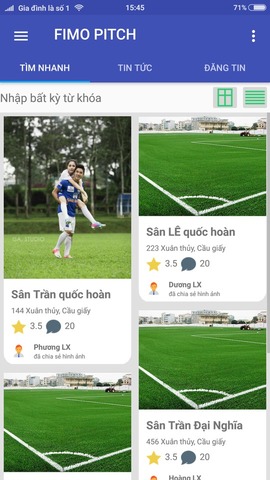 Gia đình là số 1
15:45
71%
FIMO PITCH
TÌM NHANH
TIN TỨC
ĐĂNG TIN
Nhập bất kỳ từ khóa
Sân Trần quốc hoàn
144 Xuân thủy, Cầu giấy
3.5 20
Phương LX
đã chia sẻ hình ảnh
Sân LÊ quốc hoàn
223 Xuân thủy, Cầu giấy
3.5 20
Dương LX
đã chia sẻ hình ảnh
Sân Trần Đại Nghĩa
456 Xuân thủy, Cầu giấy
3.5 20
Hoàng LX